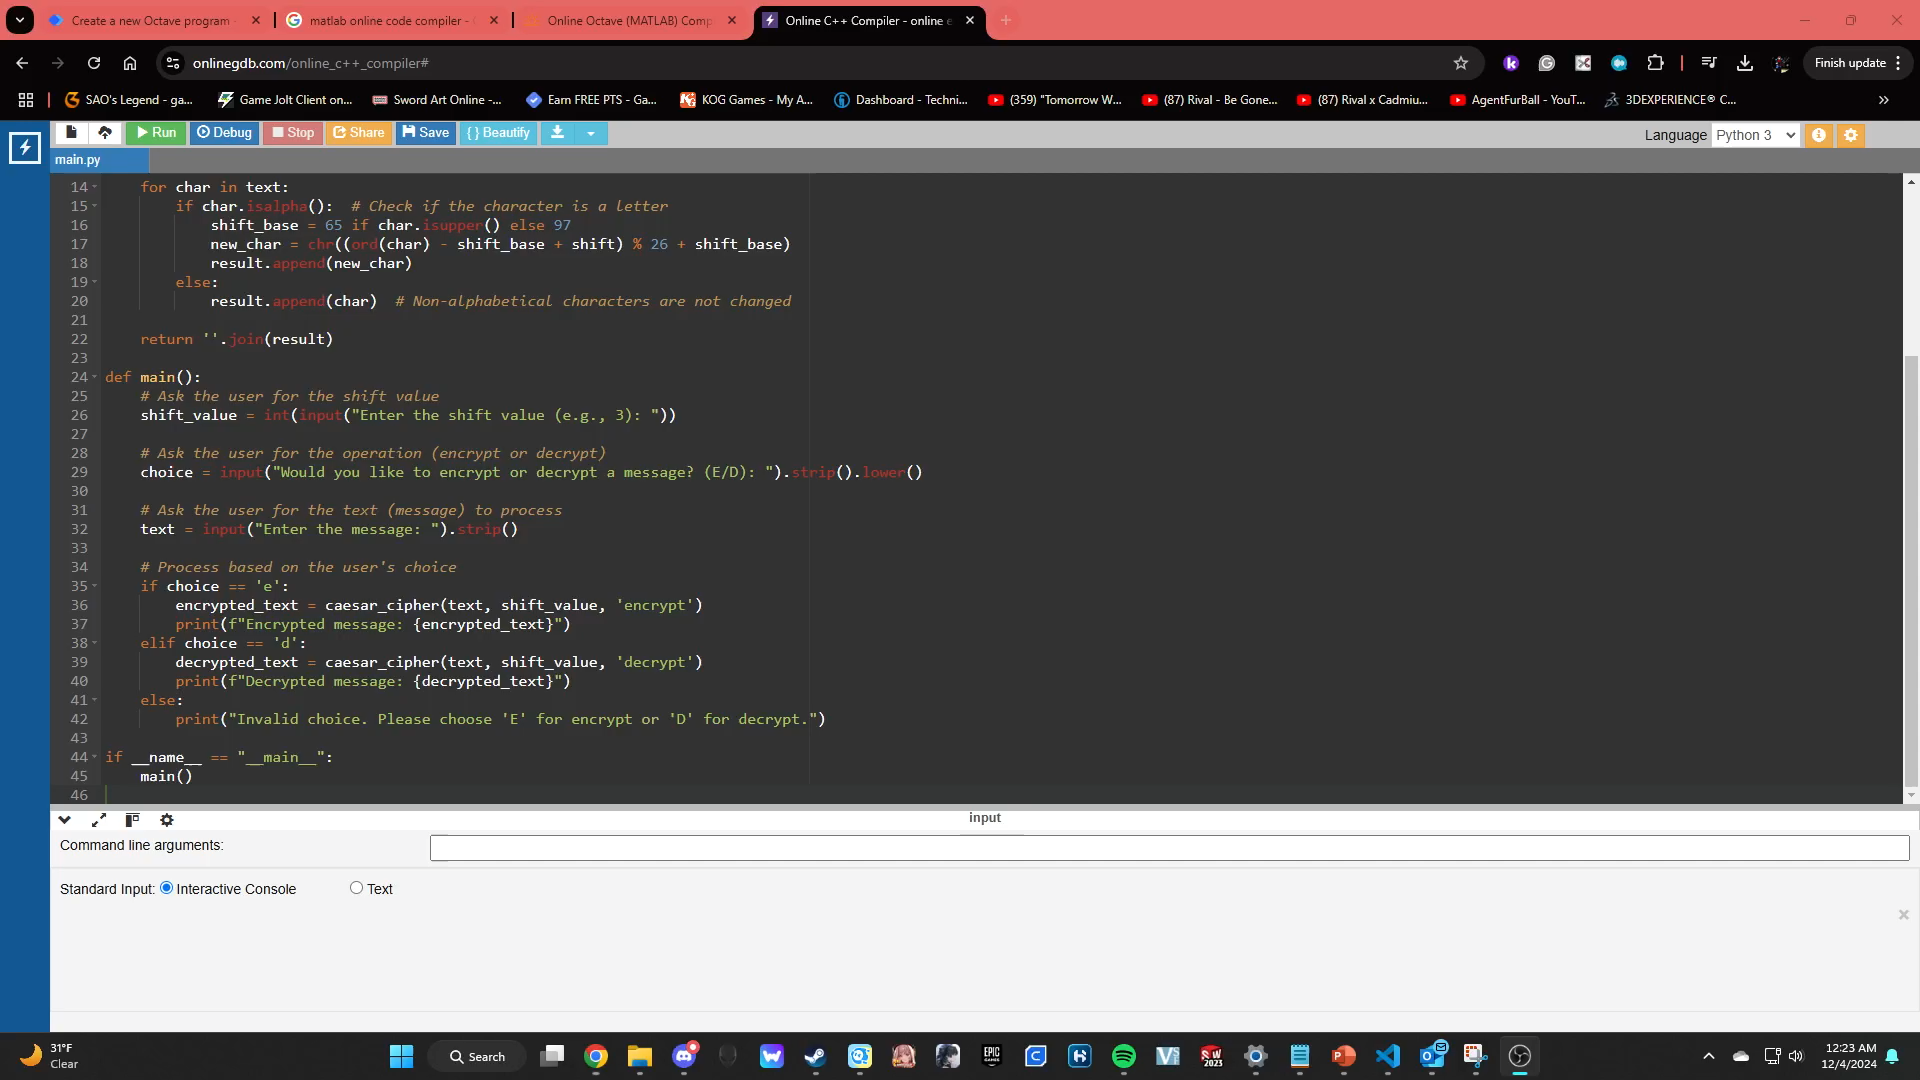 Create a new Octave program
matlab online code compiler -
Online Octave (MATLAB) Comp
Online C++ Compiler - online e
onlinegdb.com/online_c++_compiler#
Finish update
SAO's Legend - ga...
Game Jolt Client on...
Sword Art Online -...
Earn FREE PTS - Ga...
KOG Games - My A...
Dashboard - Techni...
(359) "Tomorrow W...
(87) Rival - Be Gone...
(87) Rival x Cadmiu...
AgentFurBall - YouT...
3DEXPERIENCE® C...
Run
Debug
Stop
Share
Save
{} Beautify
Language
Python 3
main.py
14 for char in text:
15 if char.isalpha(): # Check if the character is a letter
16 shift_base = 65 if char.isupper() else 97
17 new_char = chr((ord(char) - shift_base + shift) % 26 + shift_base)
18 result.append(new_char)
19 else:
20 result.append(char) # Non-alphabetical characters are not changed
21
22 return ''.join(result)
23
24 def main():
25 # Ask the user for the shift value
26 shift_value = int(input("Enter the shift value (e.g., 3): "))
27
28 # Ask the user for the operation (encrypt or decrypt)
29 choice = input("Would you like to encrypt or decrypt a message? (E/D): ").strip().lower()
30
31 # Ask the user for the text (message) to process
32 text = input("Enter the message: ").strip()
33
34 # Process based on the user's choice
35 if choice == 'e':
36 encrypted_text = caesar_cipher(text, shift_value, 'encrypt')
37 print(f"Encrypted message: {encrypted_text}")
38 elif choice == 'd':
39 decrypted_text = caesar_cipher(text, shift_value, 'decrypt')
40 print(f"Decrypted message: {decrypted_text}")
41 else:
42 print("Invalid choice. Please choose 'E' for encrypt or 'D' for decrypt.")
43
44 if __name__ == "__main__":
45 main()
46
input
Command line arguments:
Standard Input:
Interactive Console
Text
31°F
Clear
Search
EPIC GAMES
SW 2023
12:23 AM
12/4/2024